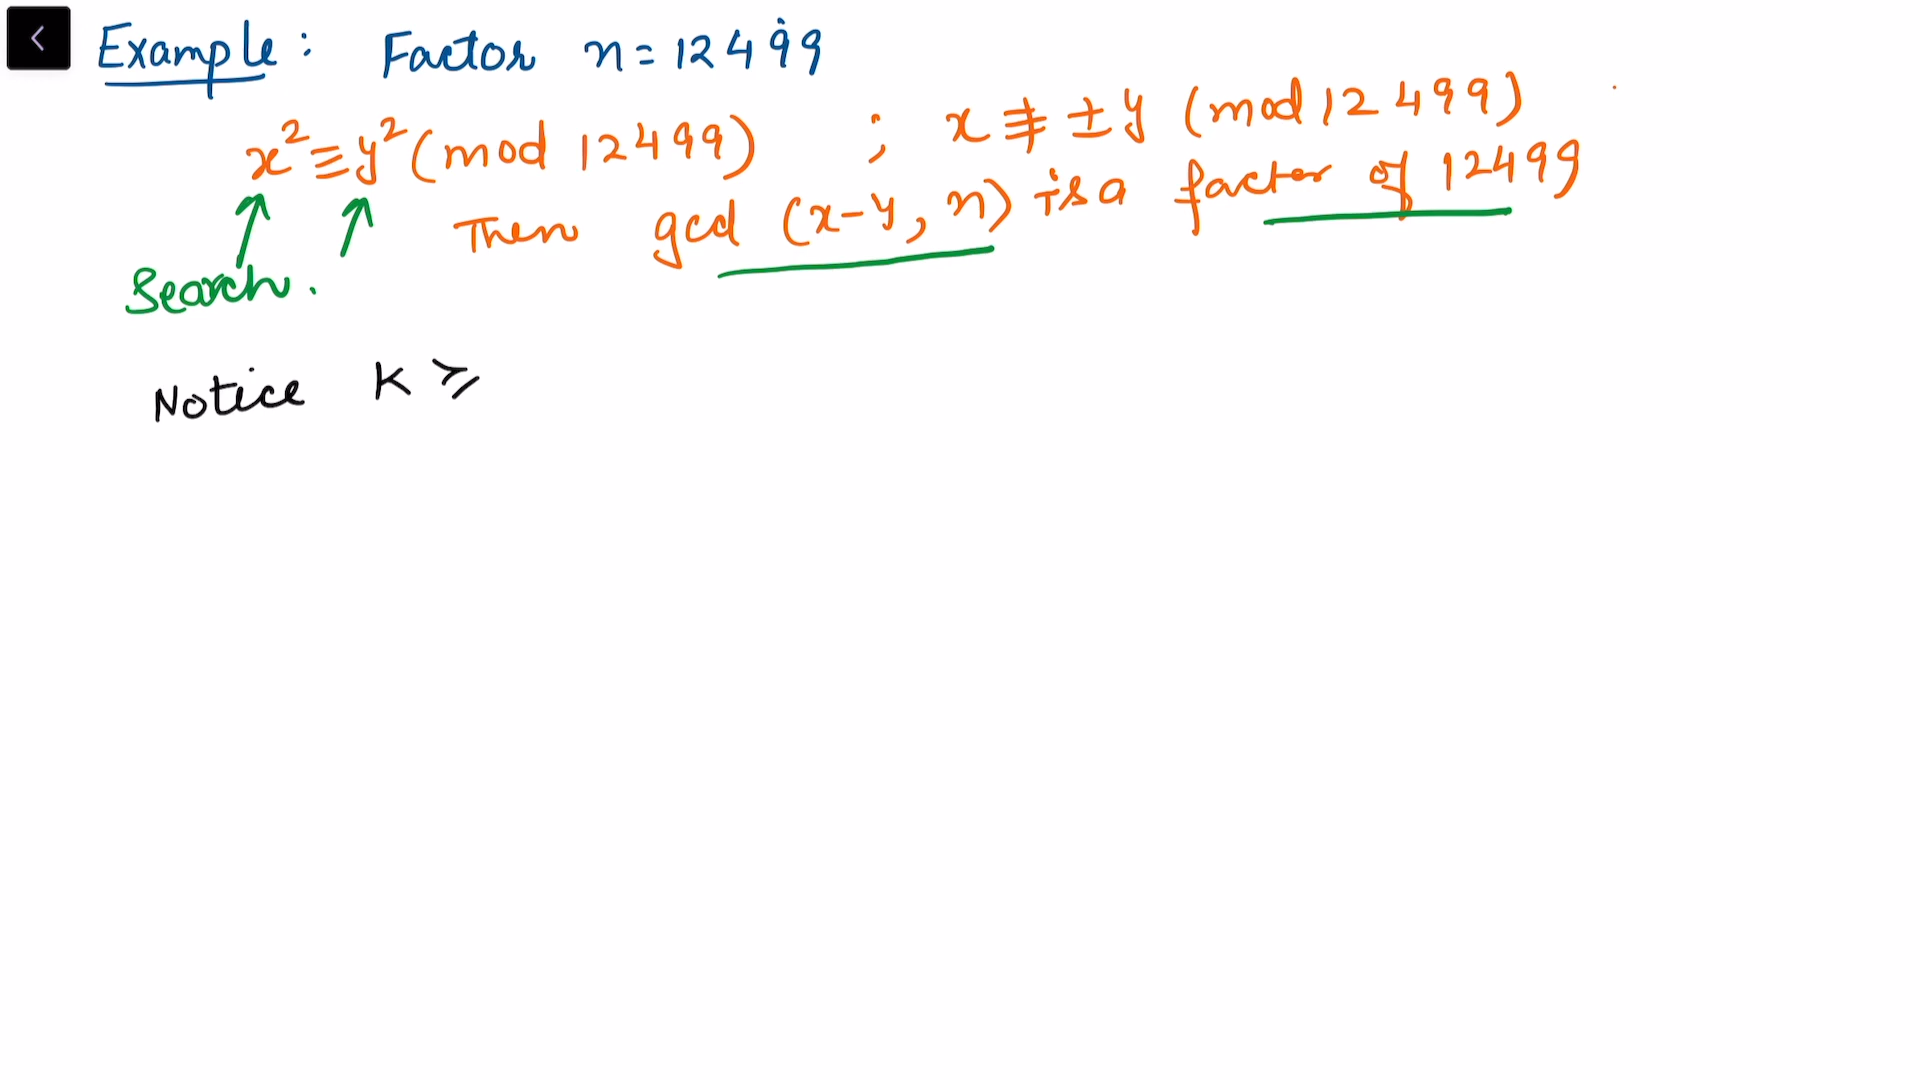 Example: Factor n = 12499
x² ≡ y² (mod 12499) ; x ≢ ± y (mod 12499)
Then gcd (x-y, n) is a factor of 12499
Search.
Notice K ≥